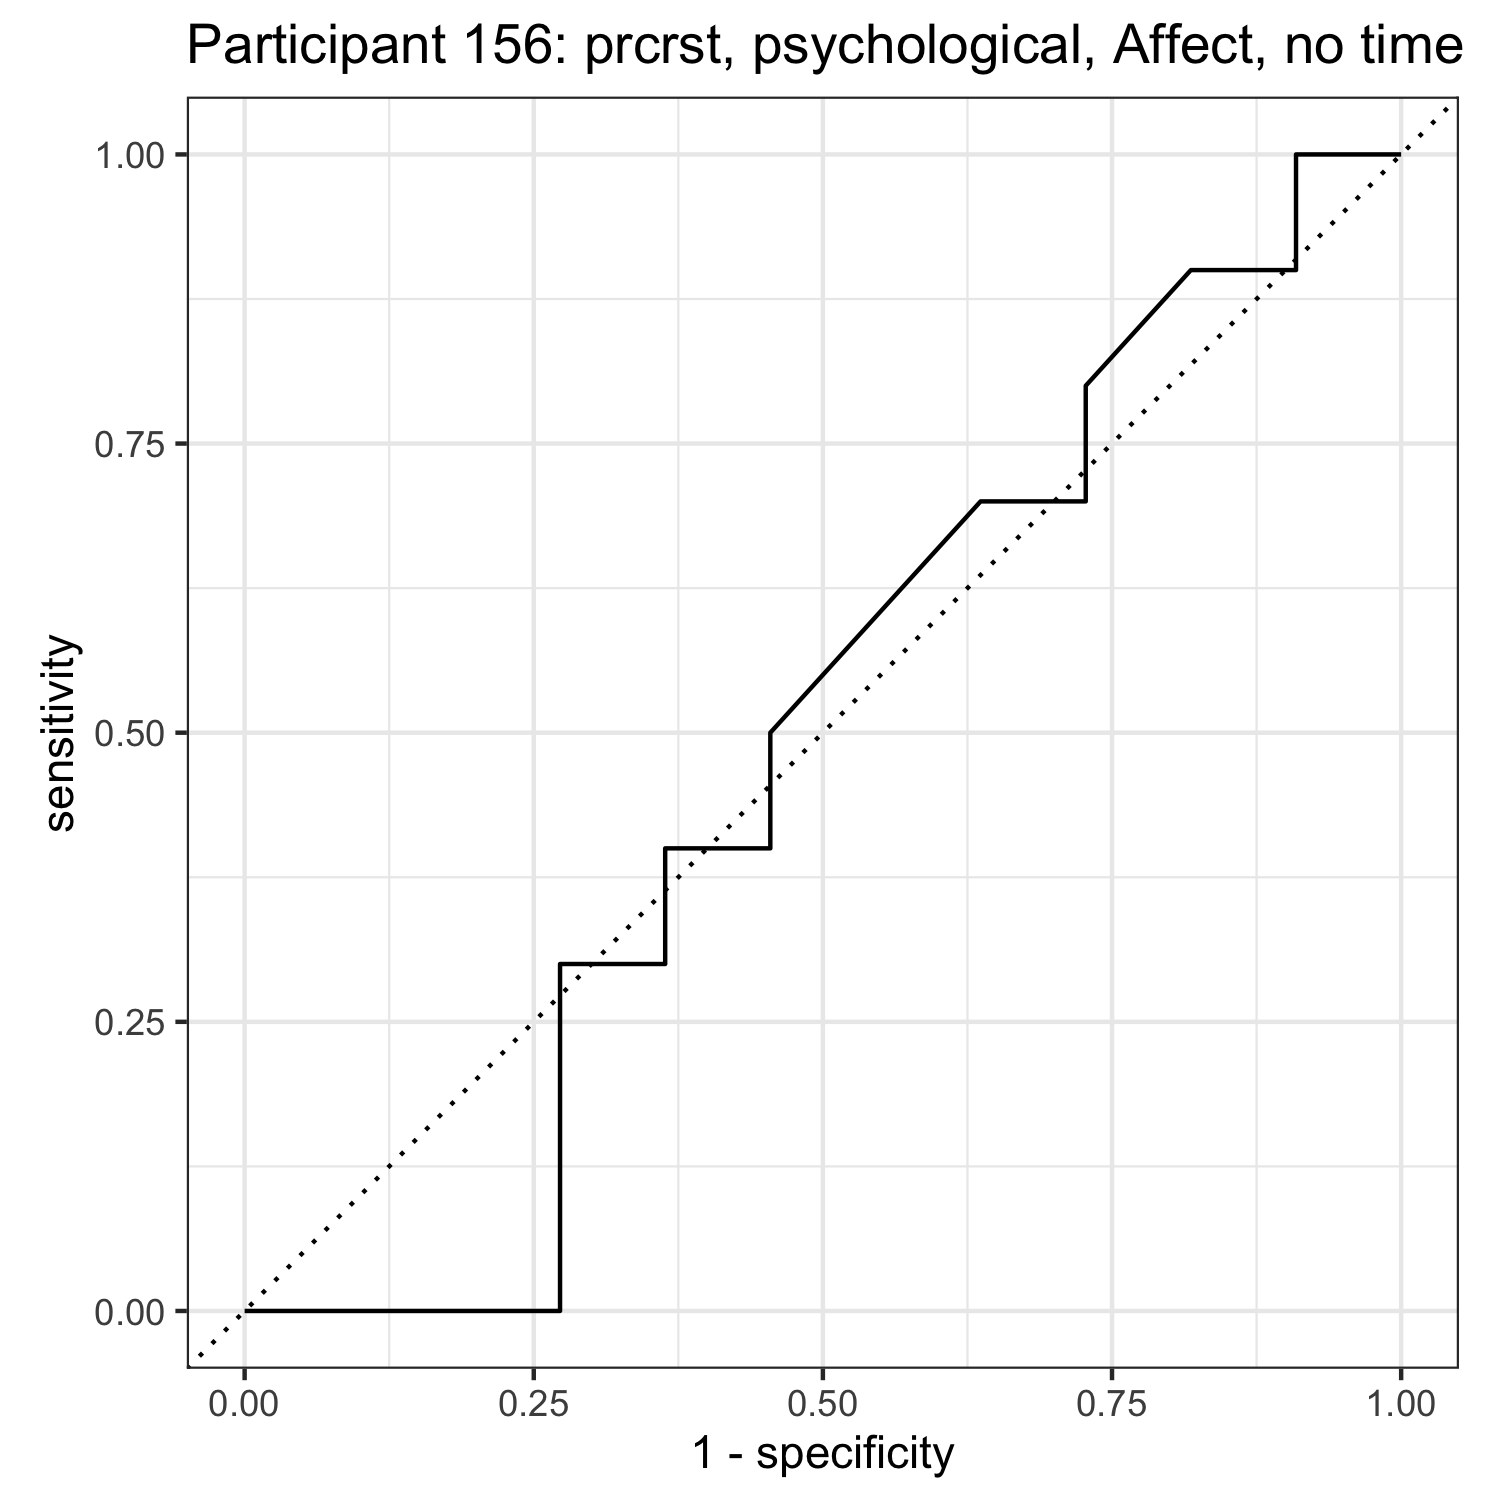 Participant 156: prcrst, psychological, Affect, no time
1.00
0.75
0.50
0.25
0.00
sensitivity
0.00 0.25 0.50 0.75 1.00
1 - specificity